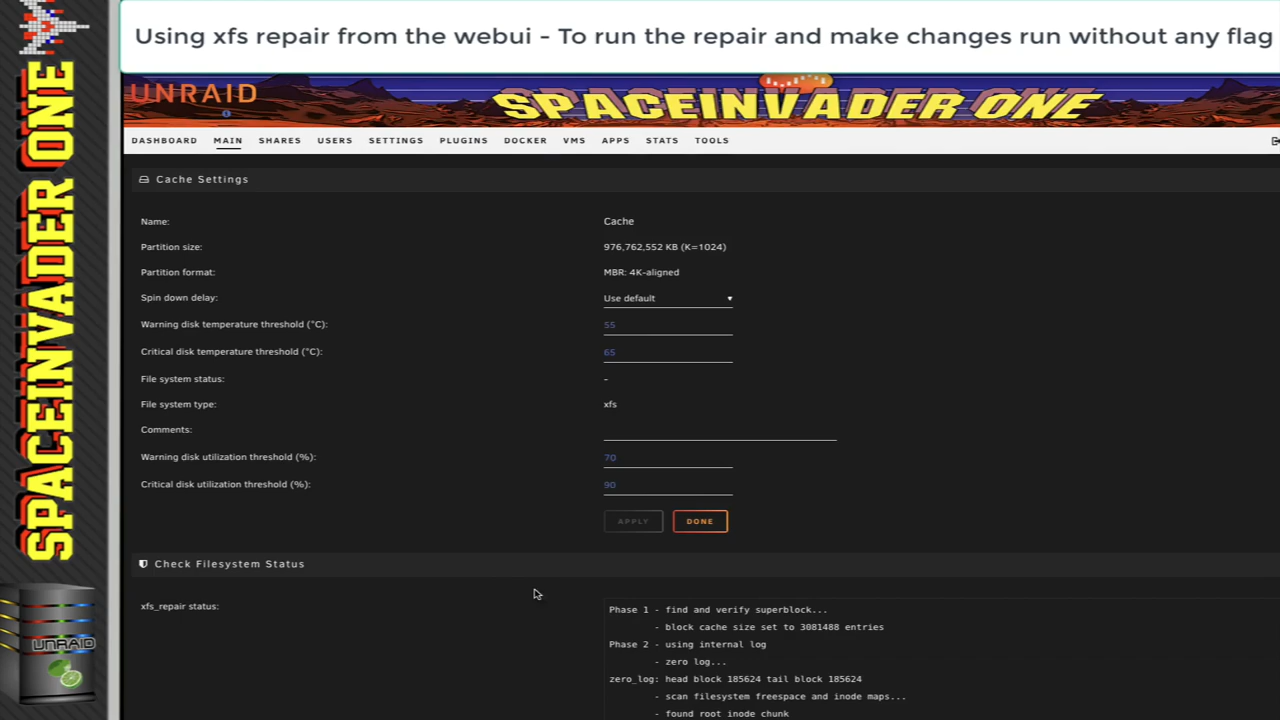 Using xfs repair from the webui - To run the repair and make changes run without any flag
SPACEINVADER ONE
UNRAID
SPACEINVADER ONE
DASHBOARD MAIN SHARES USERS SETTINGS PLUGINS DOCKER VMS APPS STATS TOOLS
Cache Settings
Name: Cache
Partition size: 976,762,552 KB (K=1024)
Partition format: MBR: 4K-aligned
Spin down delay: Use default
Warning disk temperature threshold (°C): 55
Critical disk temperature threshold (°C): 65
File system status: -
File system type: xfs
Comments:
Warning disk utilization threshold (%): 70
Critical disk utilization threshold (%): 90
APPLY DONE
Check Filesystem Status
xfs_repair status:
Phase 1 - find and verify superblock...
- block cache size set to 3081488 entries
Phase 2 - using internal log
- zero log...
zero_log: head block 185624 tail block 185624
- scan filesystem freespace and inode maps...
- found root inode chunk
UNRAID